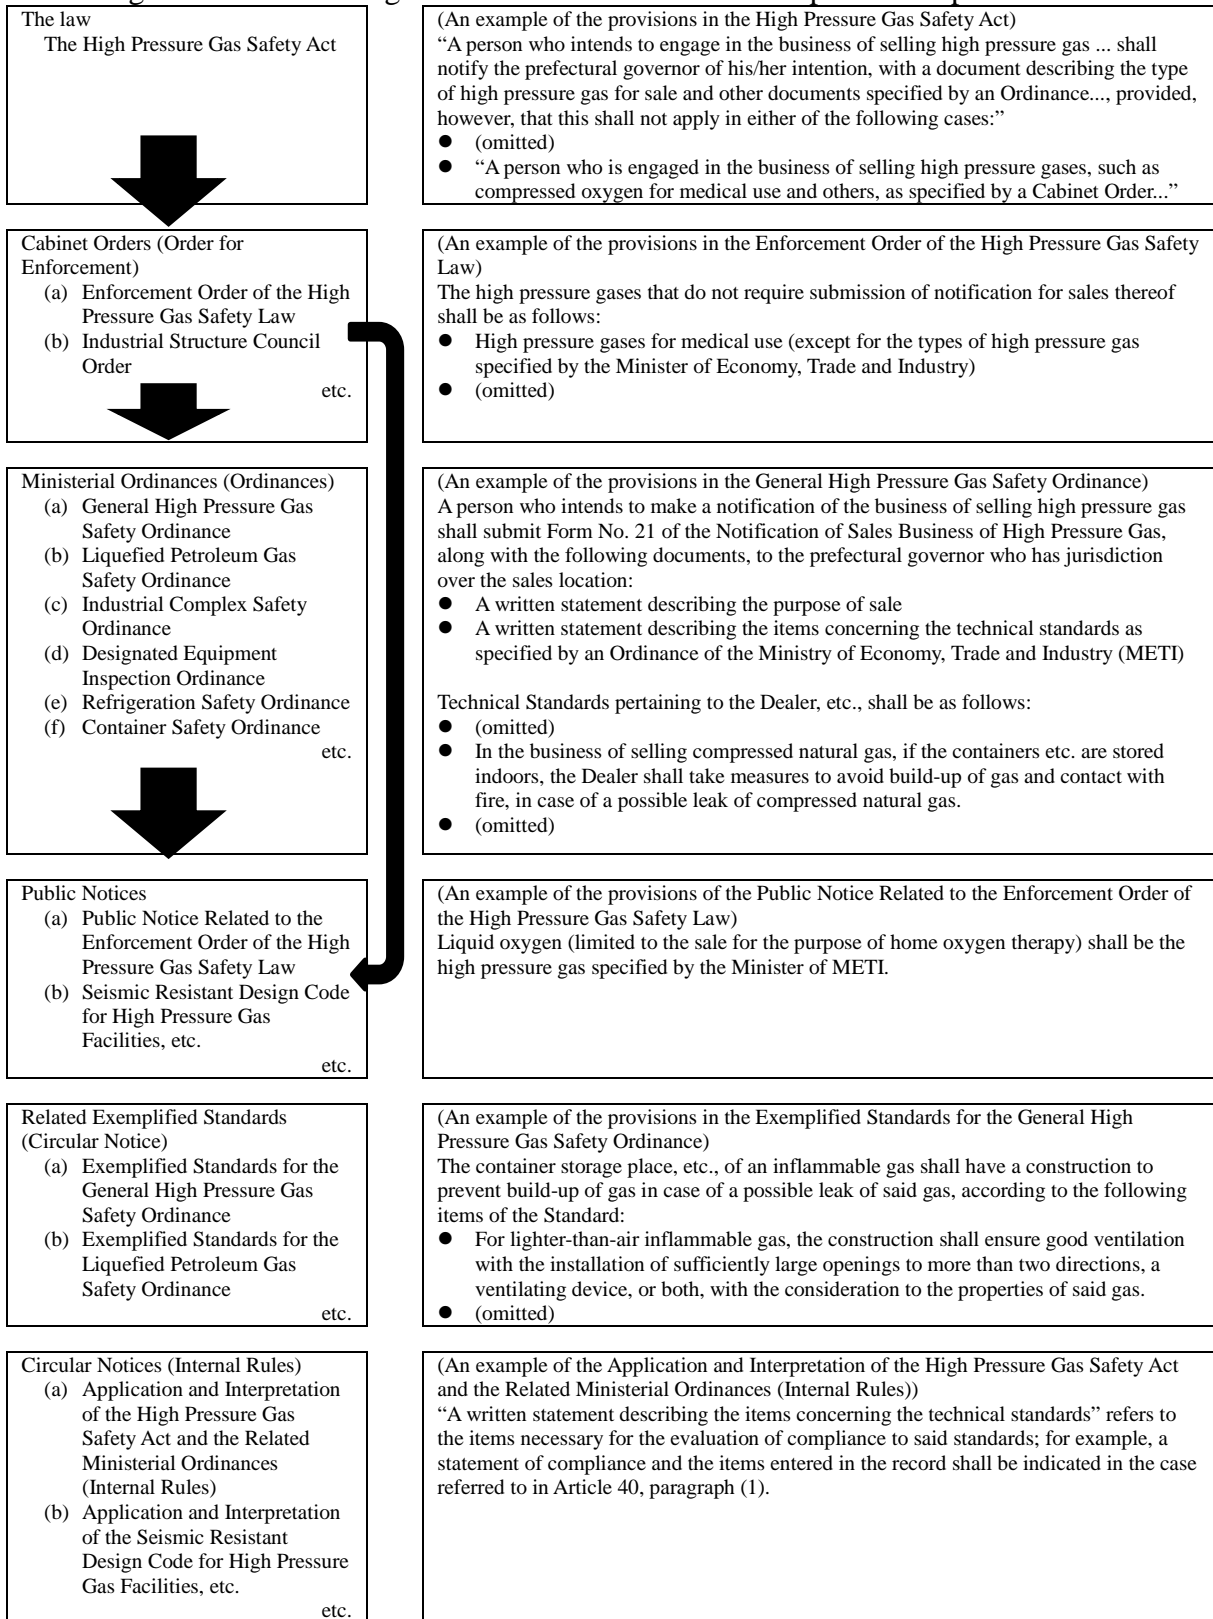 The law
The High Pressure Gas Safety Act
(An example of the provisions in the High Pressure Gas Safety Act)
“A person who intends to engage in the business of selling high pressure gas ... shall
notify the prefectural governor of his/her intention, with a document describing the type
of high pressure gas for sale and other documents specified by an Ordinance..., provided,
however, that this shall not apply in either of the following cases:”
● (omitted)
● “A person who is engaged in the business of selling high pressure gases, such as
compressed oxygen for medical use and others, as specified by a Cabinet Order...”
Cabinet Orders (Order for
Enforcement)
(a) Enforcement Order of the High
Pressure Gas Safety Law
(b) Industrial Structure Council
Order
etc.
(An example of the provisions in the Enforcement Order of the High Pressure Gas Safety
Law)
The high pressure gases that do not require submission of notification for sales thereof
shall be as follows:
● High pressure gases for medical use (except for the types of high pressure gas
specified by the Minister of Economy, Trade and Industry)
● (omitted)
Ministerial Ordinances (Ordinances)
(a) General High Pressure Gas
Safety Ordinance
(b) Liquefied Petroleum Gas
Safety Ordinance
(c) Industrial Complex Safety
Ordinance
(d) Designated Equipment
Inspection Ordinance
(e) Refrigeration Safety Ordinance
(f) Container Safety Ordinance
etc.
(An example of the provisions in the General High Pressure Gas Safety Ordinance)
A person who intends to make a notification of the business of selling high pressure gas
shall submit Form No. 21 of the Notification of Sales Business of High Pressure Gas,
along with the following documents, to the prefectural governor who has jurisdiction
over the sales location:
● A written statement describing the purpose of sale
● A written statement describing the items concerning the technical standards as
specified by an Ordinance of the Ministry of Economy, Trade and Industry (METI)
Technical Standards pertaining to the Dealer, etc., shall be as follows:
● (omitted)
● In the business of selling compressed natural gas, if the containers etc. are stored
indoors, the Dealer shall take measures to avoid build-up of gas and contact with
fire, in case of a possible leak of compressed natural gas.
● (omitted)
Public Notices
(a) Public Notice Related to the
Enforcement Order of the High
Pressure Gas Safety Law
(b) Seismic Resistant Design Code
for High Pressure Gas
Facilities, etc.
etc.
(An example of the provisions of the Public Notice Related to the Enforcement Order of
the High Pressure Gas Safety Law)
Liquid oxygen (limited to the sale for the purpose of home oxygen therapy) shall be the
high pressure gas specified by the Minister of METI.
Related Exemplified Standards
(Circular Notice)
(a) Exemplified Standards for the
General High Pressure Gas
Safety Ordinance
(b) Exemplified Standards for the
Liquefied Petroleum Gas
Safety Ordinance
etc.
(An example of the provisions in the Exemplified Standards for the General High
Pressure Gas Safety Ordinance)
The container storage place, etc., of an inflammable gas shall have a construction to
prevent build-up of gas in case of a possible leak of said gas, according to the following
items of the Standard:
● For lighter-than-air inflammable gas, the construction shall ensure good ventilation
with the installation of sufficiently large openings to more than two directions, a
ventilating device, or both, with the consideration to the properties of said gas.
● (omitted)
Circular Notices (Internal Rules)
(a) Application and Interpretation
of the High Pressure Gas
Safety Act and the Related
Ministerial Ordinances
(Internal Rules)
(b) Application and Interpretation
of the Seismic Resistant
Design Code for High Pressure
Gas Facilities, etc.
etc.
(An example of the Application and Interpretation of the High Pressure Gas Safety Act
and the Related Ministerial Ordinances (Internal Rules))
“A written statement describing the items concerning the technical standards” refers to
the items necessary for the evaluation of compliance to said standards; for example, a
statement of compliance and the items entered in the record shall be indicated in the case
referred to in Article 40, paragraph (1).